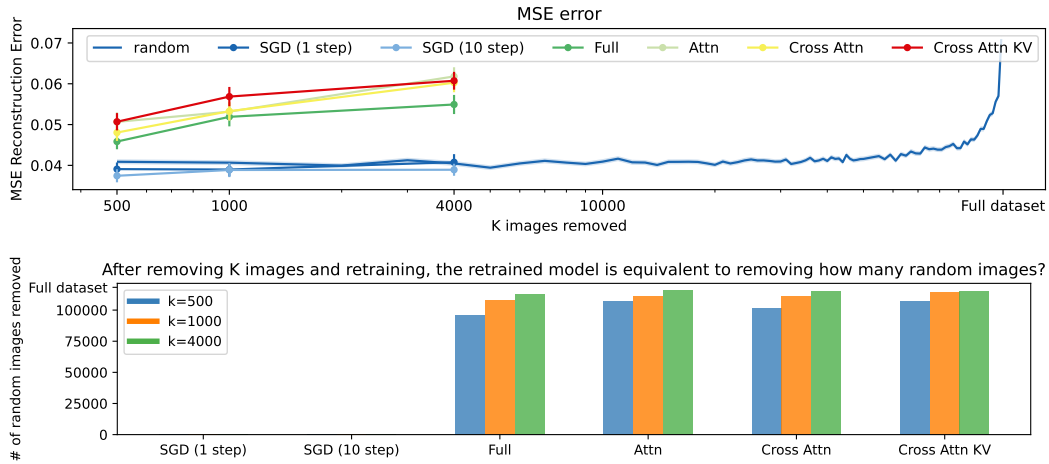 MSE error
MSE Reconstruction Error
0.07
0.06
0.05
0.04
random
SGD (1 step)
SGD (10 step)
Full
Attn
Cross Attn
Cross Attn KV
500
1000
4000
10000
Full dataset
K images removed
After removing K images and retraining, the retrained model is equivalent to removing how many random images?
# of random images removed
Full dataset
100000
75000
50000
25000
0
k=500
k=1000
k=4000
SGD (1 step)
SGD (10 step)
Full
Attn
Cross Attn
Cross Attn KV